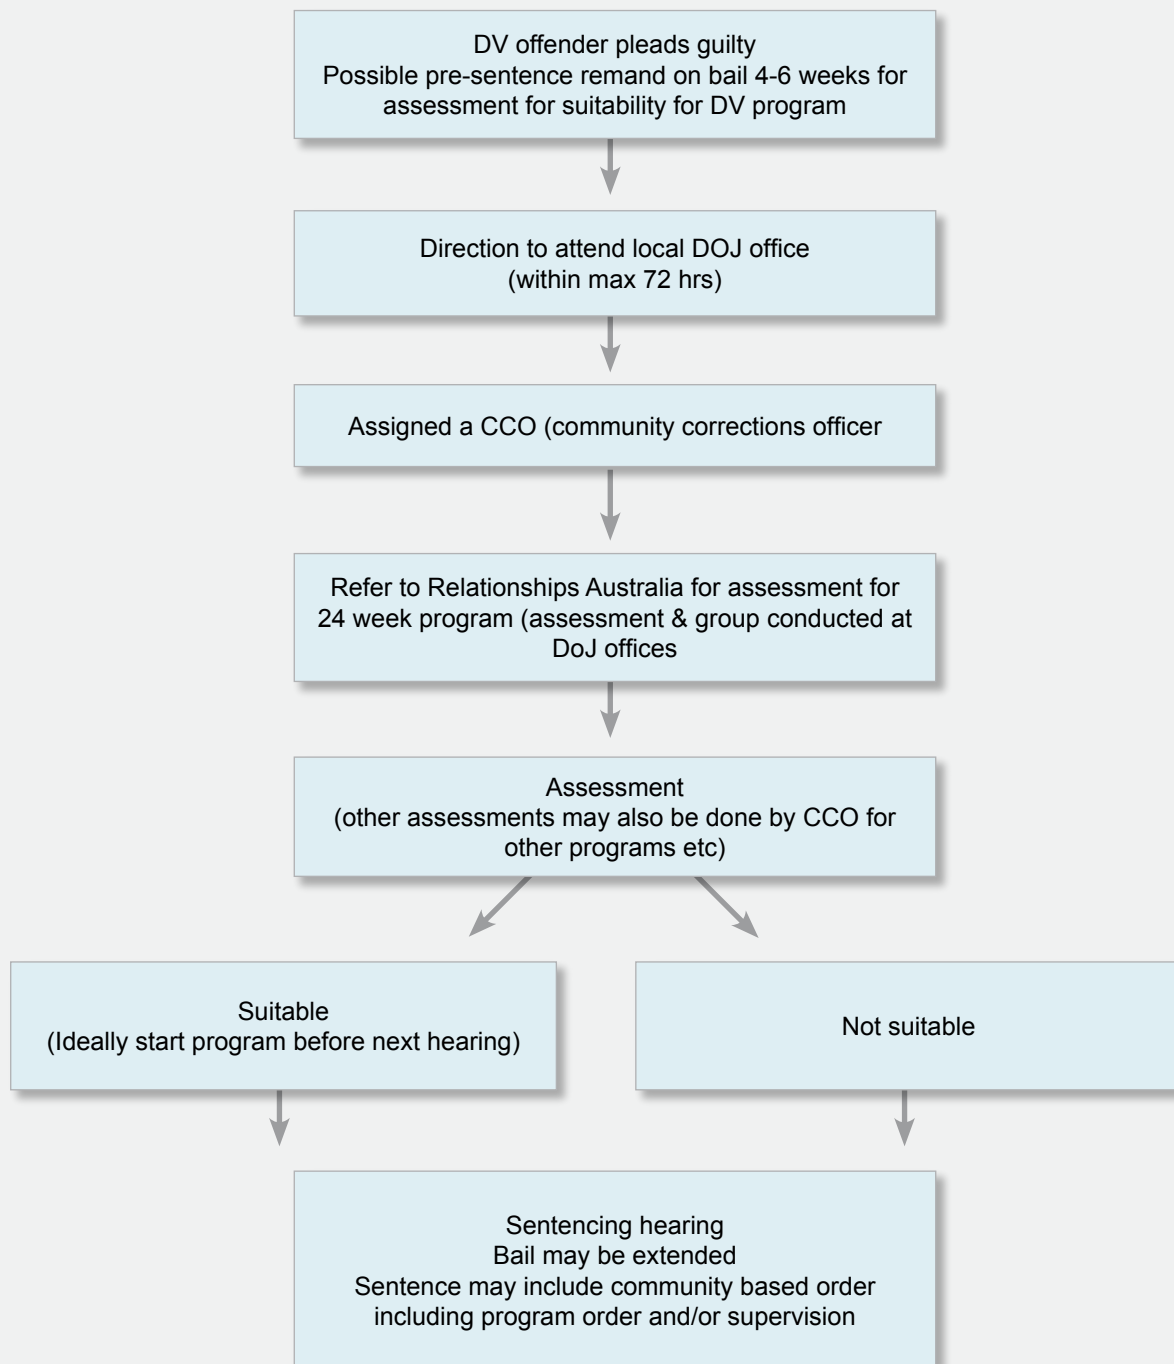 DV offender pleads guilty
Possible pre-sentence remand on bail 4-6 weeks for
assessment for suitability for DV program
Direction to attend local DOJ office
(within max 72 hrs)
Assigned a CCO (community corrections officer
Refer to Relationships Australia for assessment for
24 week program (assessment & group conducted at
DoJ offices
Assessment
(other assessments may also be done by CCO for
other programs etc)
Suitable
(Ideally start program before next hearing)
Not suitable
Sentencing hearing
Bail may be extended
Sentence may include community based order
including program order and/or supervision